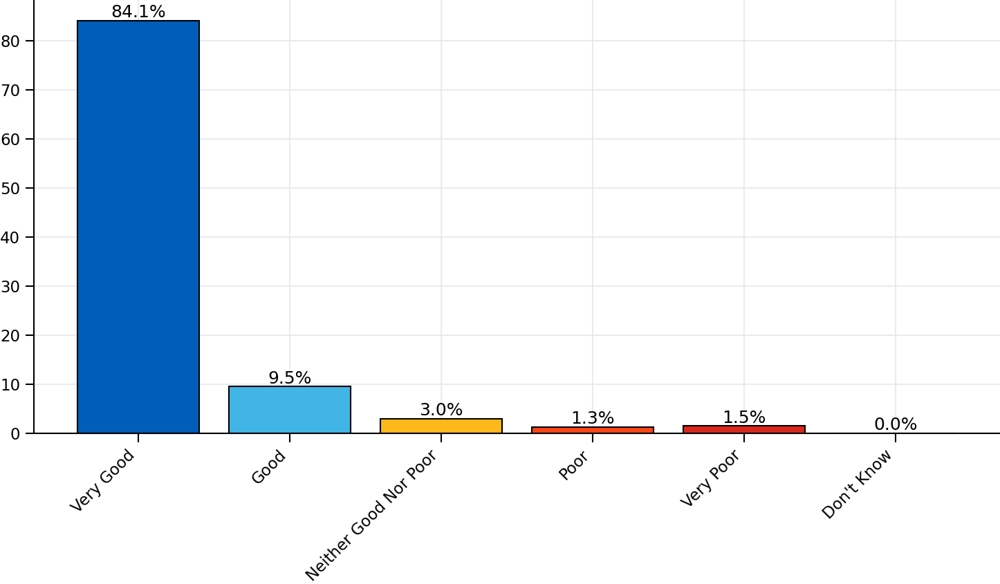 84.1%
80
70
60
50
40
30
20
10
0
9.5%
3.0%
1.3%
1.5%
0.0%
Very Good
Good
Neither Good Nor Poor
Poor
Very Poor
Don't Know